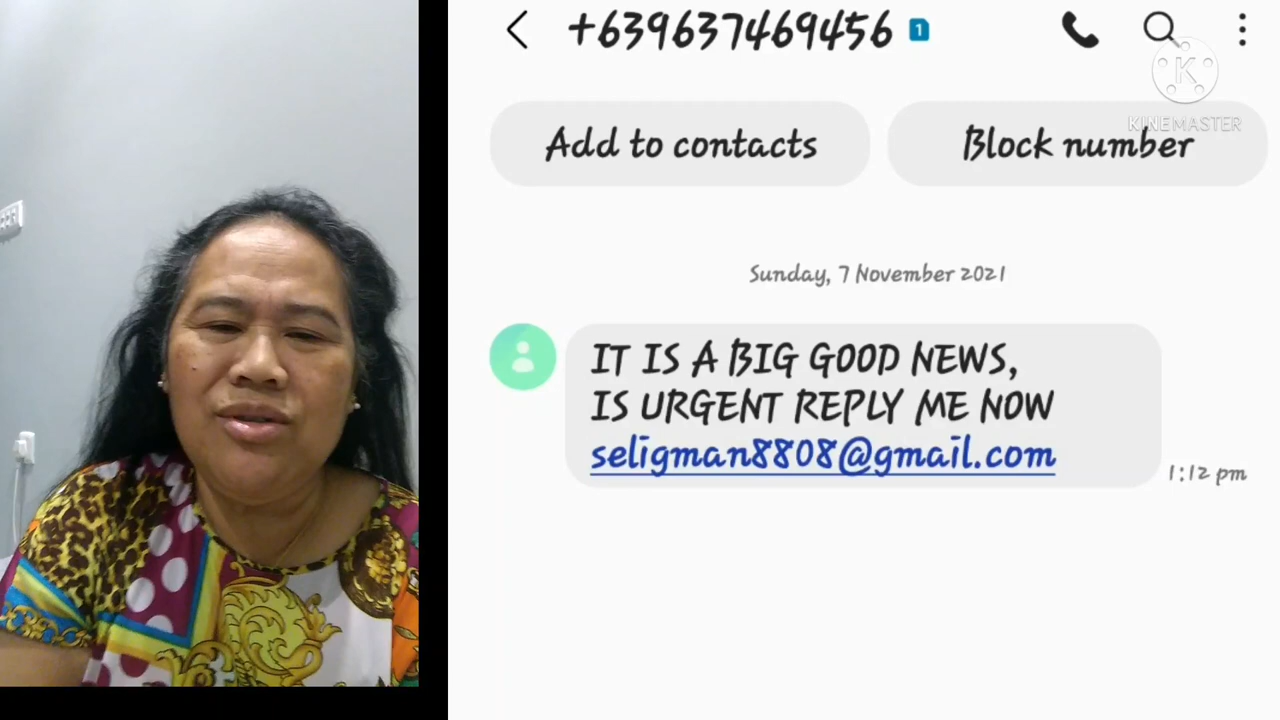 +639637469456 1
KINEMASTER
Add to contacts
Block number
Sunday, 7 November 2021
IT IS A BIG GOOD NEWS,
IS URGENT REPLY ME NOW
seligman8808@gmail.com
1:12 pm